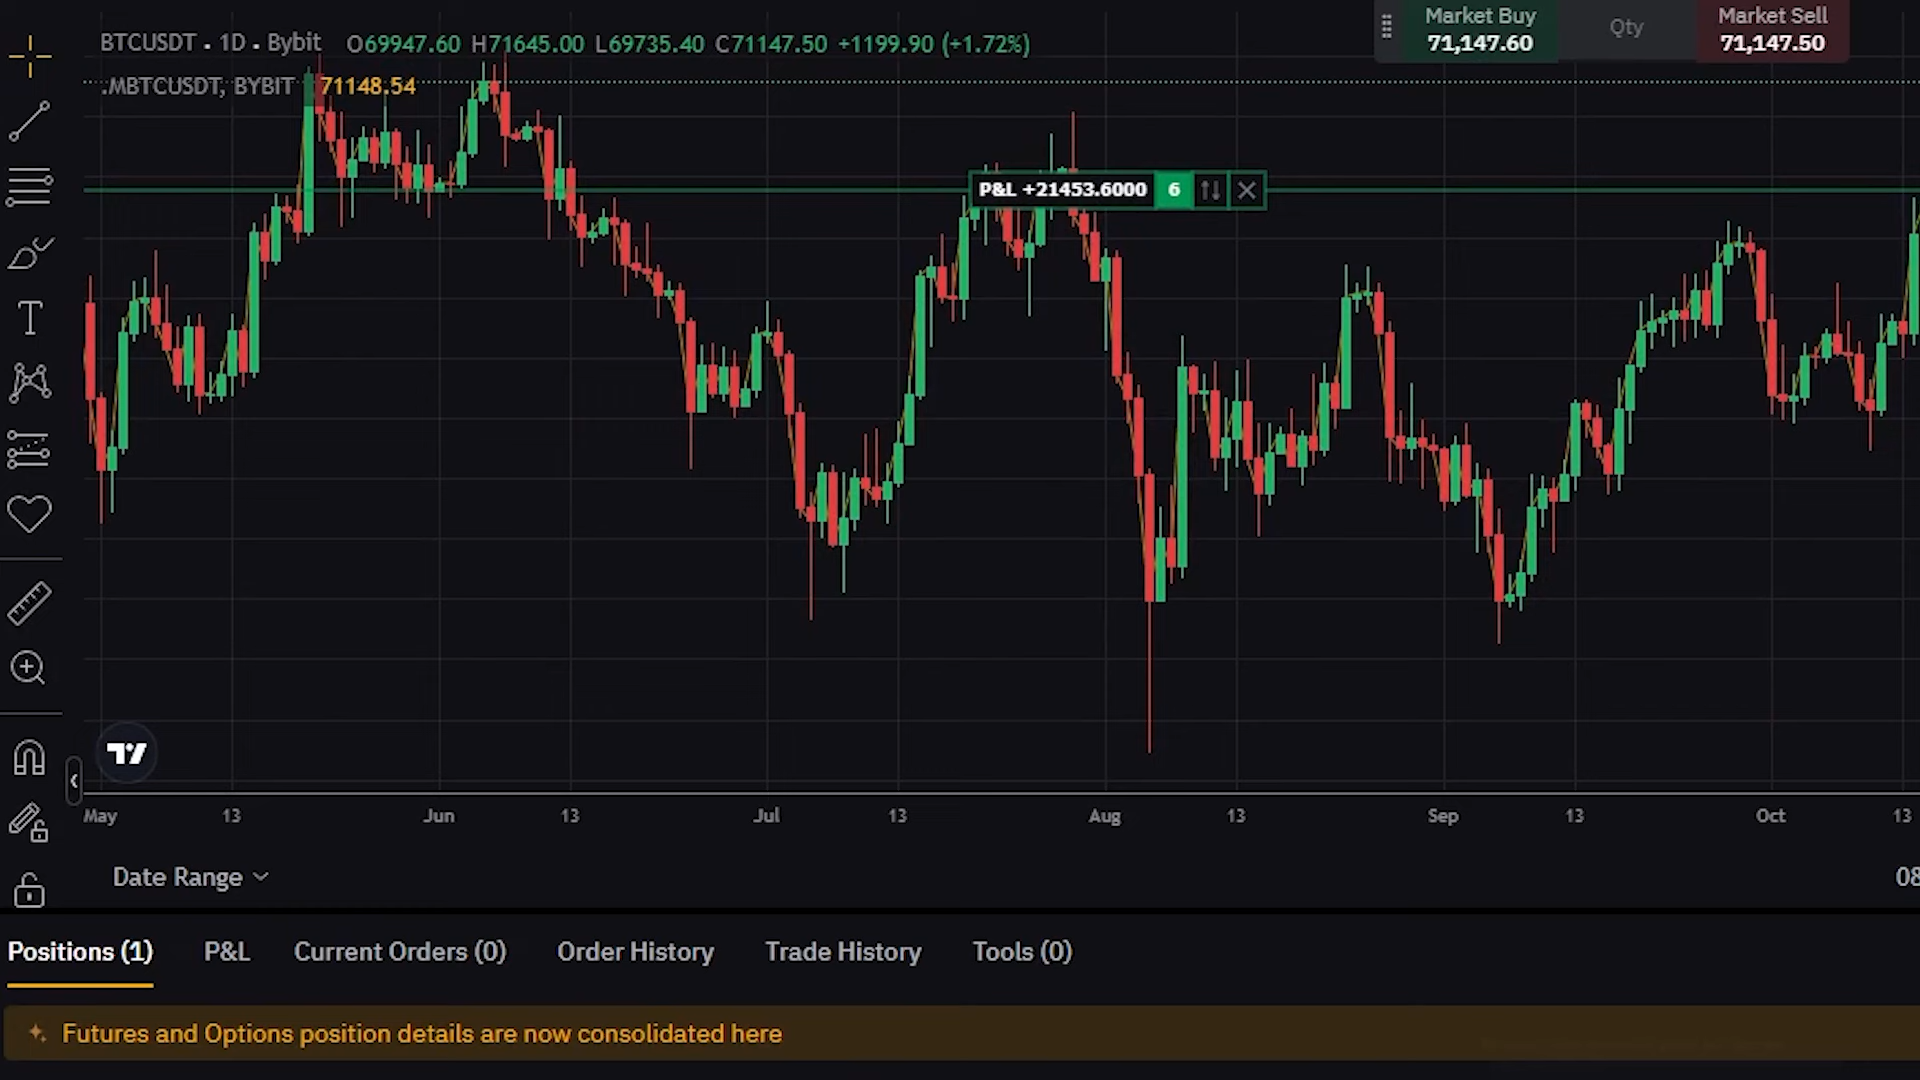 BTCUSDT • 1D • Bybit O69947.60 H71645.00 L69735.40 C71147.50 +1199.90 (+1.72%)
.MBTCUSDT, BYBIT 71148.54
Market Buy
71,147.60
Qty
Market Sell
71,147.50
P&L +21453.6000 6
May 13 Jun 13 Jul 13 Aug 13 Sep 13 Oct 13
Date Range
08
Positions (1) P&L Current Orders (0) Order History Trade History Tools (0)
Futures and Options position details are now consolidated here